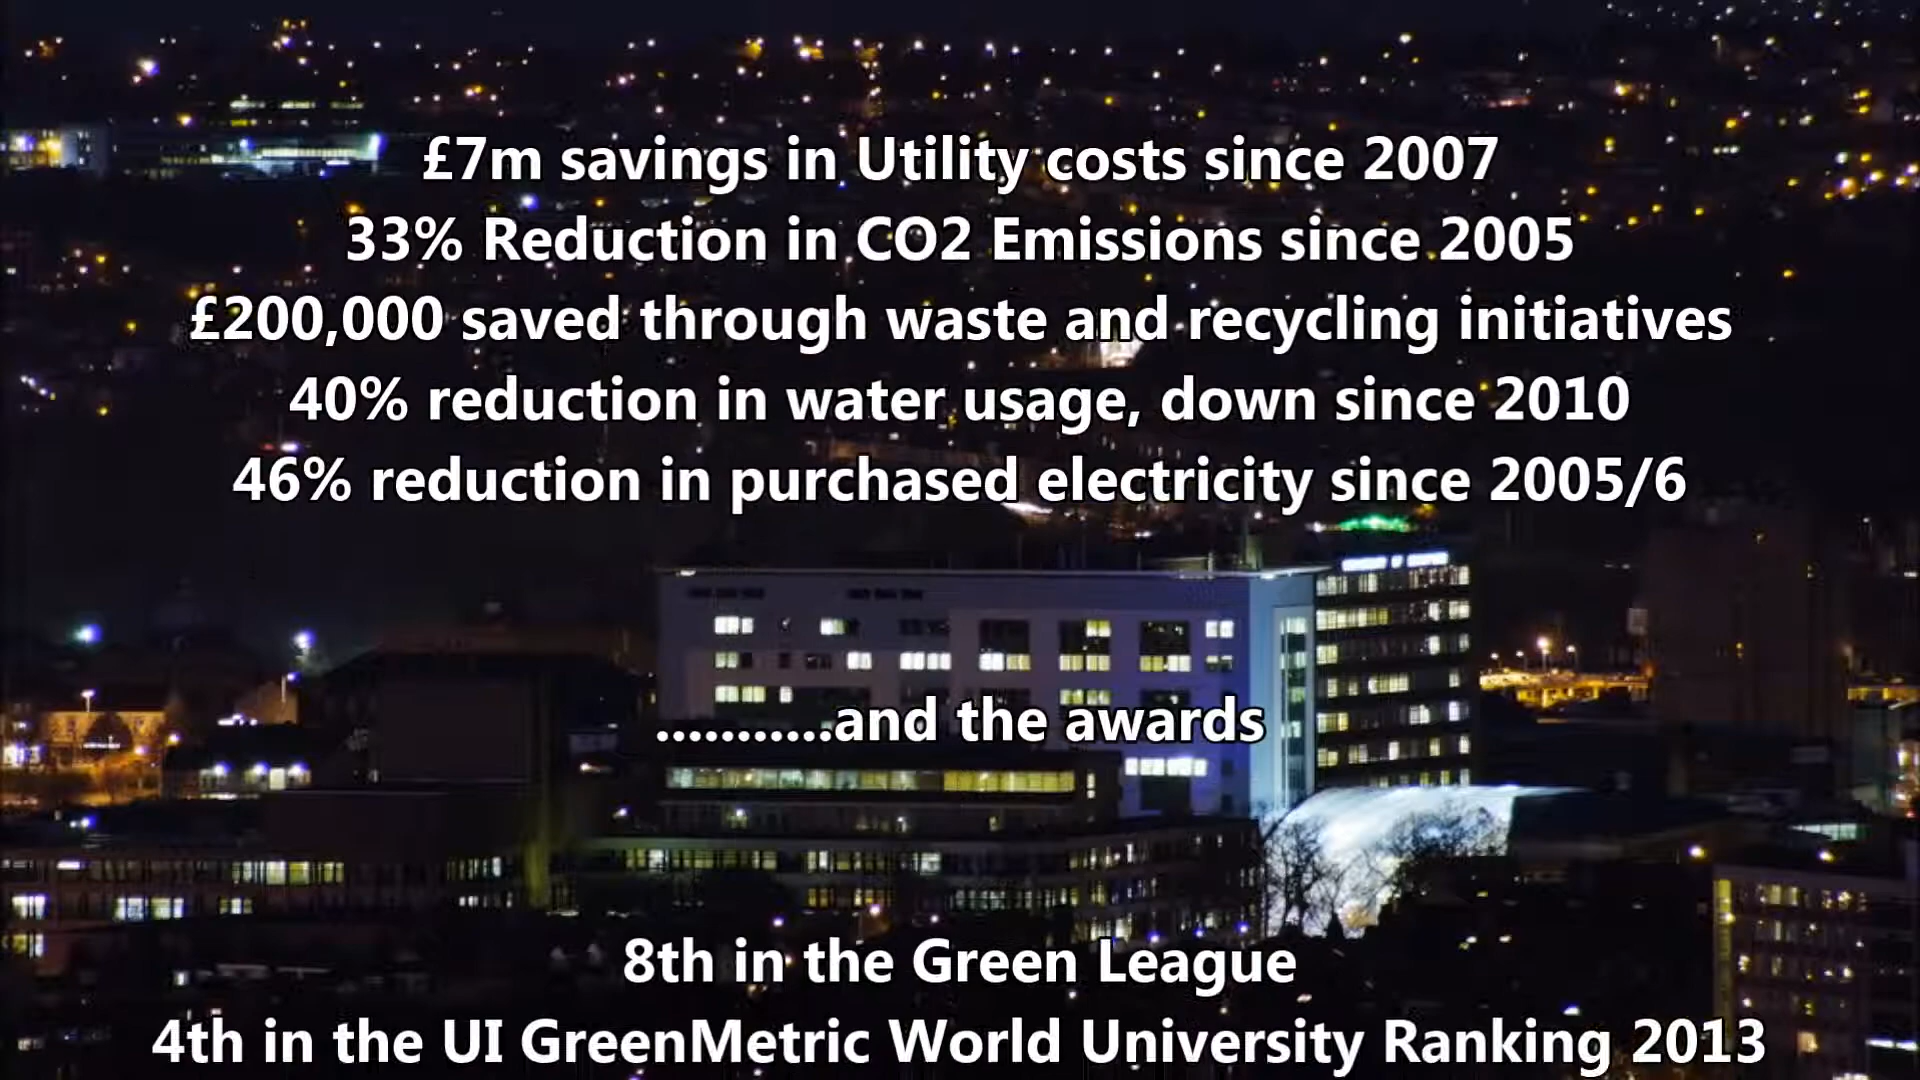 £7m savings in Utility costs since 2007
33% Reduction in CO2 Emissions since 2005
£200,000 saved through waste and recycling initiatives
40% reduction in water usage, down since 2010
46% reduction in purchased electricity since 2005/6
UNIVERSITY OF
...........and the awards
8th in the Green League
4th in the UI GreenMetric World University Ranking 2013